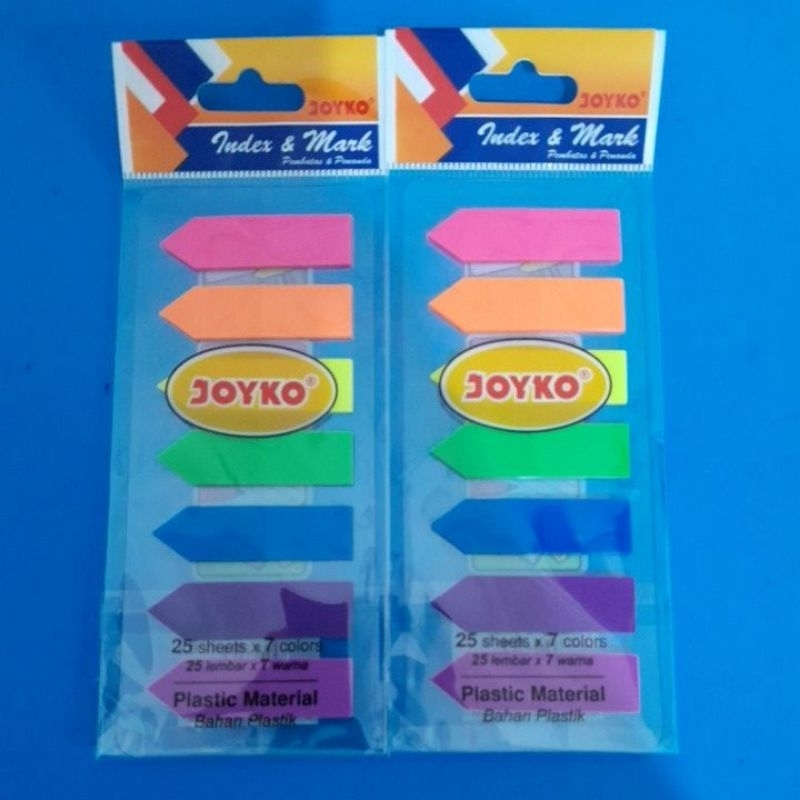 JOYKO®
Index & Mark
Pembatas & Penanda
JOYKO®
25 sheets x 7 colors
25 lembar x 7 warna
Plastic Material
Bahan Plastik
JOYKO®
Index & Mark
Pembatas & Penanda
JOYKO®
25 sheets x 7 colors
25 lembar x 7 warna
Plastic Material
Bahan Plastik